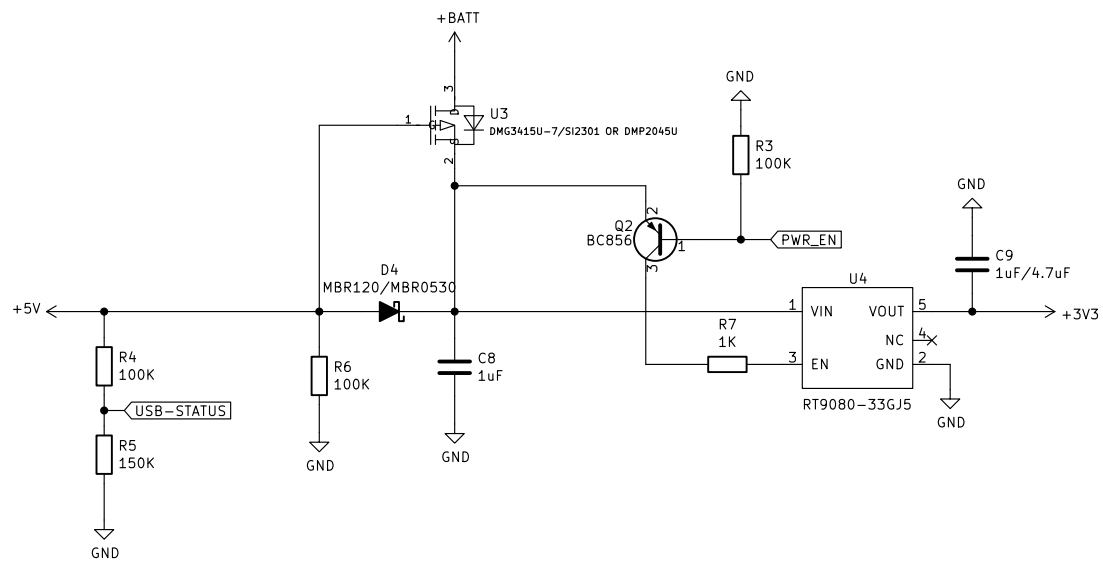 +BATT
3
U3
DMG3415U-7/SI2301 OR DMP2045U
1
G
D
S
2
GND
R3
100K
GND
Q2
BC856
2
1
3
PWR_EN
C9
1uF/4.7uF
D4
MBR120/MBR0530
U4
+5V
1
VIN
VOUT
5
+3V3
R7
1K
NC
4
3
EN
GND
2
R4
100K
R6
100K
C8
1uF
RT9080-33GJ5
GND
USB-STATUS
R5
150K
GND
GND
GND